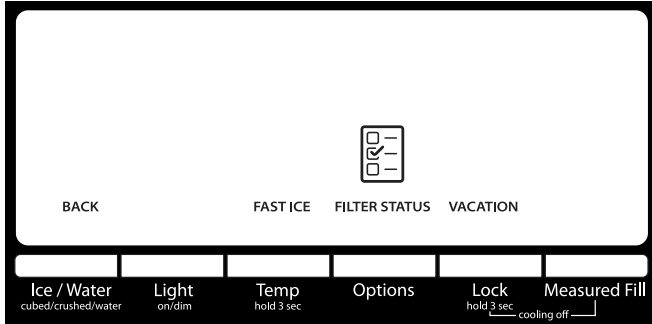 BACK FAST ICE FILTER STATUS VACATION
Ice / Water Light Temp Options Lock Measured Fill
cubed/crushed/water on/dim hold 3 sec hold 3 sec
cooling off